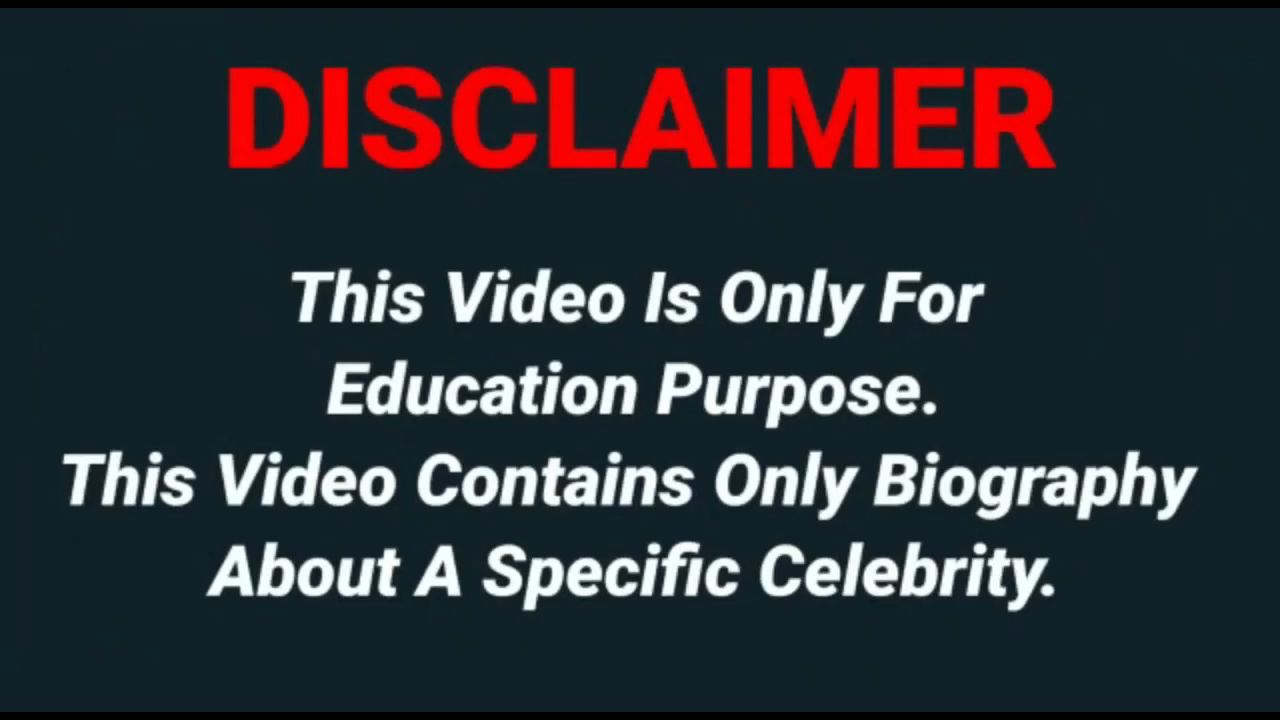 DISCLAIMER
This Video Is Only For
Education Purpose.
This Video Contains Only Biography
About A Specific Celebrity.